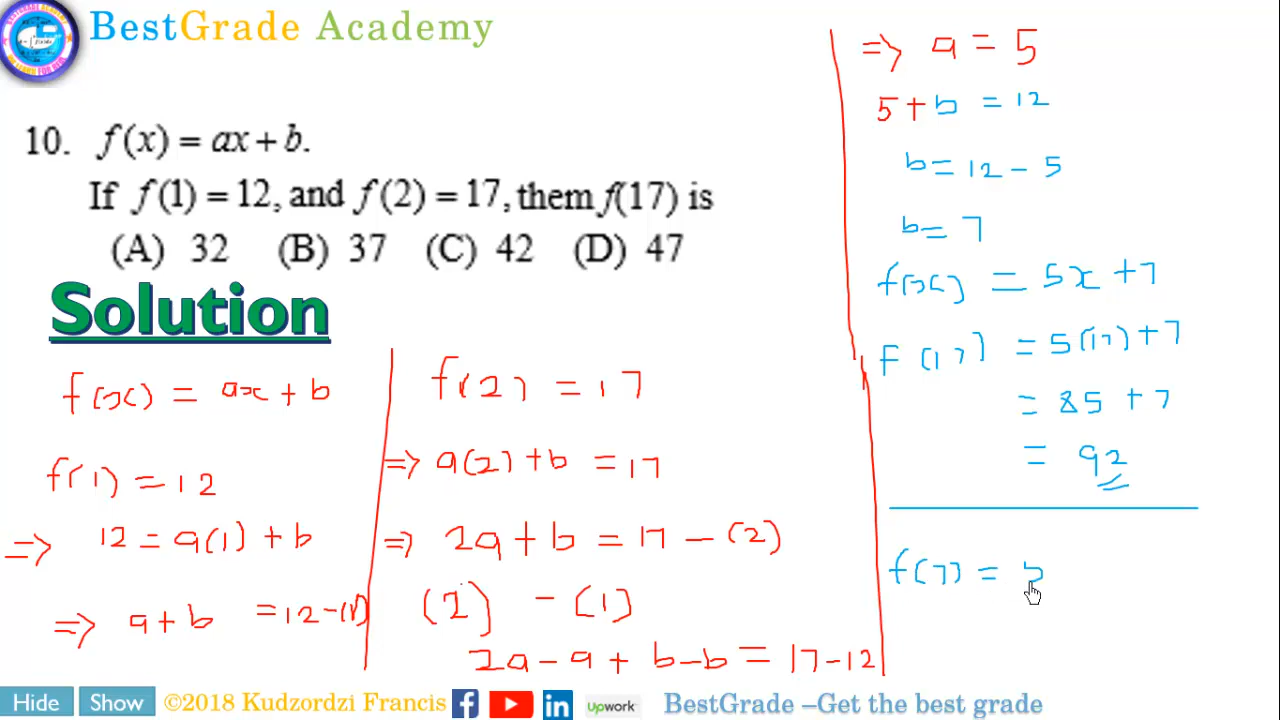 BestGrade Academy
10. f(x) = ax + b.
If f(1) = 12, and f(2) = 17, them f(17) is
(A) 32 (B) 37 (C) 42 (D) 47
Solution
f(x) = ax + b
f(1) = 12
=> 12 = a(1) + b
=> a + b = 12 - (1)
f(2) = 17
=> a(2) + b = 17
=> 2a + b = 17 - (2)
(2) - (1)
2a - a + b - b = 17 - 12
=> a = 5
5 + b = 12
b = 12 - 5
b = 7
f(x) = 5x + 7
F(17) = 5(17) + 7
= 85 + 7
= 92
f(7) = 5
Hide Show ©2018 Kudzordzi Francis f in upwork BestGrade –Get the best grade